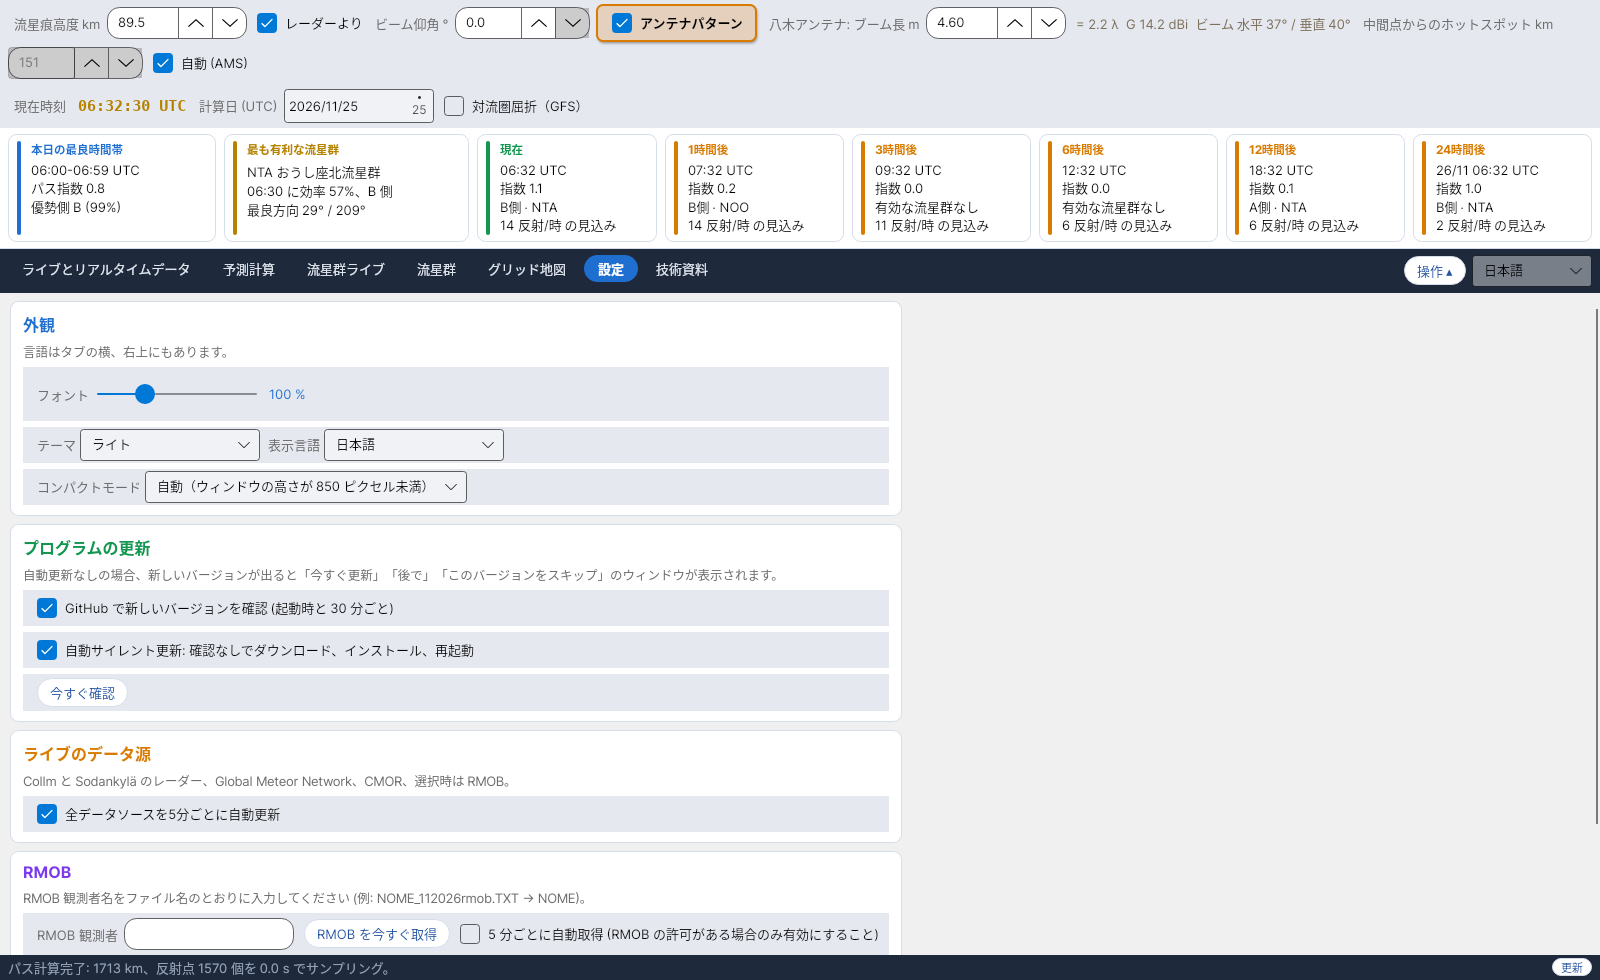 流星痕高度 km 89.5 レーダーより ビーム仰角 ° 0.0 アンテナパターン 八木アンテナ: ブーム長 m 4.60 = 2.2 λ G 14.2 dBi ビーム 水平 37° / 垂直 40° 中間点からのホットスポット km
151 自動 (AMS)
現在時刻 06:32:30 UTC 計算日 (UTC) 2026/11/25 25 対流圏屈折（GFS）
本日の最良時間帯
06:00-06:59 UTC
パス指数 0.8
優勢側 B (99%)
最も有利な流星群
NTA おうし座北流星群
06:30 に効率 57%、B 側
最良方向 29° / 209°
現在
06:32 UTC
指数 1.1
B側 · NTA
14 反射/時 の見込み
1時間後
07:32 UTC
指数 0.2
B側 · NOO
14 反射/時 の見込み
3時間後
09:32 UTC
指数 0.0
有効な流星群なし
11 反射/時 の見込み
6時間後
12:32 UTC
指数 0.0
有効な流星群なし
6 反射/時 の見込み
12時間後
18:32 UTC
指数 0.1
A側 · NTA
6 反射/時 の見込み
24時間後
26/11 06:32 UTC
指数 1.0
B側 · NTA
2 反射/時 の見込み
ライブとリアルタイムデータ 予測計算 流星群ライブ 流星群 グリッド地図 設定 技術資料 操作 ▴ 日本語
外観
言語はタブの横、右上にもあります。
フォント 100 %
テーマ ライト 表示言語 日本語
コンパクトモード 自動（ウィンドウの高さが 850 ピクセル未満）
プログラムの更新
自動更新なしの場合、新しいバージョンが出ると「今すぐ更新」「後で」「このバージョンをスキップ」のウィンドウが表示されます。
GitHub で新しいバージョンを確認 (起動時と 30 分ごと)
自動サイレント更新: 確認なしでダウンロード、インストール、再起動
今すぐ確認
ライブのデータ源
Collm と Sodankylä のレーダー、Global Meteor Network、CMOR、選択時は RMOB。
全データソースを5分ごとに自動更新
RMOB
RMOB 観測者名をファイル名のとおりに入力してください (例: NOME_112026rmob.TXT → NOME)。
RMOB 観測者 RMOB を今すぐ取得 5 分ごとに自動取得 (RMOB の許可がある場合のみ有効にすること)
パス計算完了: 1713 km、反射点 1570 個を 0.0 s でサンプリング。 更新